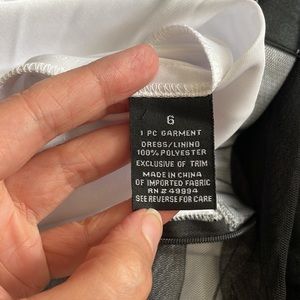 6
1 PC GARMENT
DRESS/LINING
100% POLYESTER
EXCLUSIVE OF TRIM
MADE IN CHINA
OF IMPORTED FABRIC
RN # 49994
SEE REVERSE FOR CARE